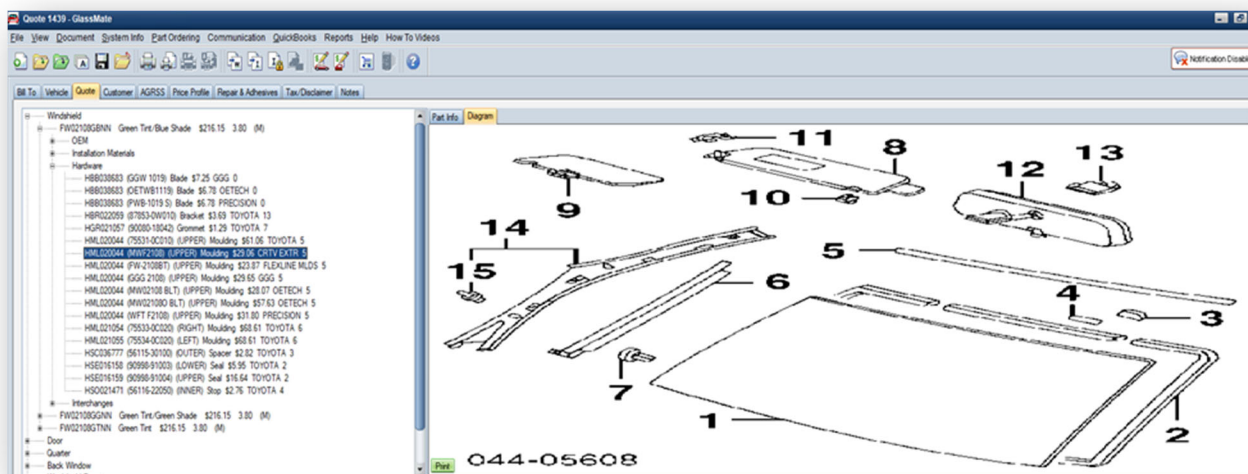 Quote 1439 - GlassMate
File View Document System Info Part Ordering Communication QuickBooks Reports Help How To Videos
Notification Disable
Bill To Vehicle Quote Customer AGRSS Price Profile Repair & Adhesives Tax/Disclaimer Notes
Windshield
FW02108GBNN Green Tint/Blue Shade $216.15 3.80 (M)
OEM
Installation Materials
Hardware
HBB038683 (GGW 1019) Blade $7.25 GGG 0
HBB038683 (OETWB1119) Blade $6.78 OETECH 0
HBB038683 (PWB-1019 S) Blade $6.78 PRECISION 0
HBR022059 (87853-0W010) Bracket $3.69 TOYOTA 13
HGR021057 (90080-18042) Grommet $1.29 TOYOTA 7
HML020044 (75531-0C010) (UPPER) Moulding $61.06 TOYOTA 5
HML020044 (MWF2108) (UPPER) Moulding $29.06 CRTV EXTR 5
HML020044 (FW-2108BT) (UPPER) Moulding $23.87 FLEXLINE MLDS 5
HML020044 (GGG 2108) (UPPER) Moulding $29.65 GGG 5
HML020044 (MW02108 BLT) (UPPER) Moulding $28.07 OETECH 5
HML020044 (MW02108O BLT) (UPPER) Moulding $57.63 OETECH 5
HML020044 (WFT F2108) (UPPER) Moulding $31.80 PRECISION 5
HML021054 (75533-0C020) (RIGHT) Moulding $68.61 TOYOTA 6
HML021055 (75534-0C020) (LEFT) Moulding $68.61 TOYOTA 6
HSC036777 (56115-30100) (OUTER) Spacer $2.82 TOYOTA 3
HSE016158 (90998-91003) (LOWER) Seal $5.95 TOYOTA 2
HSE016159 (90998-91004) (UPPER) Seal $16.64 TOYOTA 2
HSO021471 (56116-22050) (INNER) Stop $2.76 TOYOTA 4
Interchanges
FW02108GGNN Green Tint/Green Shade $216.15 3.80 (M)
FW02108GTNN Green Tint $216.15 3.80 (M)
Door
Quarter
Back Window
Part Info Diagram
11
8
13
12
10
9
14
5
15
6
4
3
7
1
2
Print 044-05608